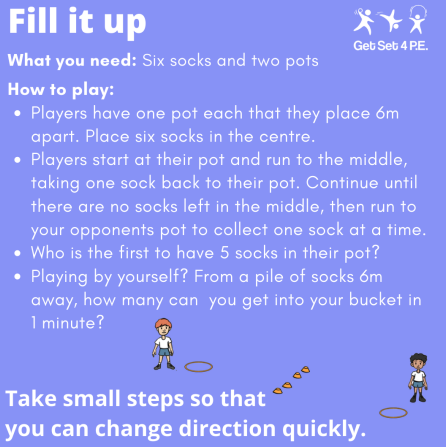 Fill it up
Get Set 4 P.E.
What you need: Six socks and two pots
How to play:
• Players have one pot each that they place 6m
apart. Place six socks in the centre.
• Players start at their pot and run to the middle,
taking one sock back to their pot. Continue until
there are no socks left in the middle, then run to
your opponents pot to collect one sock at a time.
• Who is the first to have 5 socks in their pot?
• Playing by yourself? From a pile of socks 6m
away, how many can you get into your bucket in
1 minute?
Take small steps so that
you can change direction quickly.